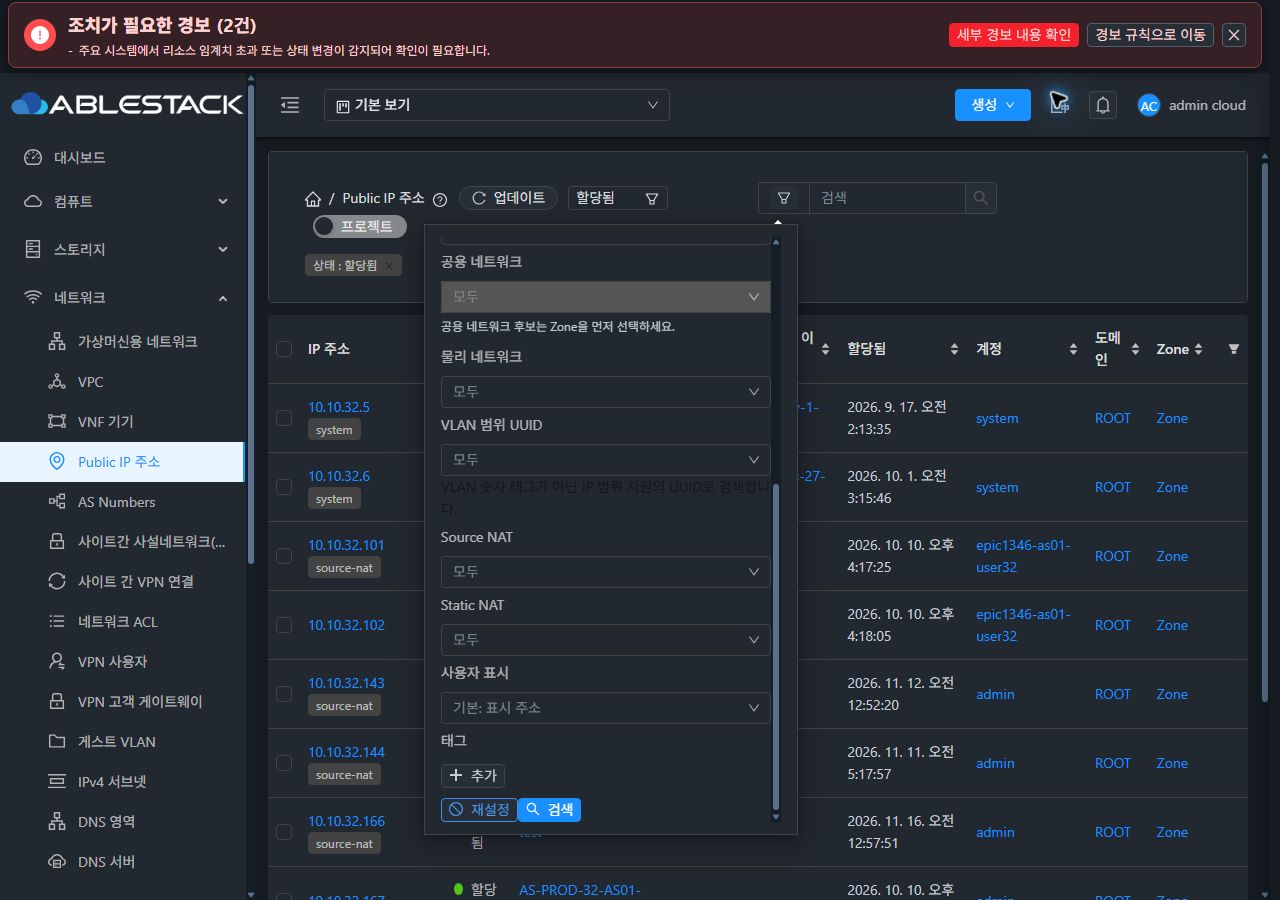 조치가 필요한 경보 (2건)
- 주요 시스템에서 리소스 임계치 초과 또는 상태 변경이 감지되어 확인이 필요합니다.
세부 경보 내용 확인
경보 규칙으로 이동
ABLESTACK
기본 보기
생성
AC
admin cloud
대시보드
컴퓨트
스토리지
네트워크
가상머신용 네트워크
VPC
VNF 기기
Public IP 주소
AS Numbers
사이트간 사설네트워크(...
사이트 간 VPN 연결
네트워크 ACL
VPN 사용자
VPN 고객 게이트웨이
게스트 VLAN
IPv4 서브넷
DNS 영역
DNS 서버
/ Public IP 주소
업데이트
할당됨
검색
프로젝트
상태 : 할당됨
공용 네트워크
모두
공용 네트워크 후보는 Zone을 먼저 선택하세요.
물리 네트워크
모두
VLAN 범위 UUID
모두
VLAN 숫자 태그가 아닌 IP 범위 자원의 UUID로 검색합니
다.
Source NAT
모두
Static NAT
모두
사용자 표시
기본: 표시 주소
태그
추가
재설정
검색
IP 주소
이
할당됨
계정
도메
인
Zone
10.10.32.5
system
-1-
2026. 9. 17. 오전
2:13:35
system
ROOT
Zone
10.10.32.6
system
-27-
2026. 10. 1. 오전
3:15:46
system
ROOT
Zone
10.10.32.101
source-nat
2026. 10. 10. 오후
4:17:25
epic1346-as01-
user32
ROOT
Zone
10.10.32.102
2026. 10. 10. 오후
4:18:05
epic1346-as01-
user32
ROOT
Zone
10.10.32.143
source-nat
2026. 11. 12. 오전
12:52:20
admin
ROOT
Zone
10.10.32.144
source-nat
2026. 11. 11. 오전
5:17:57
admin
ROOT
Zone
10.10.32.166
source-nat
됨
test
2026. 11. 16. 오전
12:57:51
admin
ROOT
Zone
10.10.32.167
할당
AS-PROD-32-AS01-
2026. 10. 10. 오후
admin
ROOT
Zone